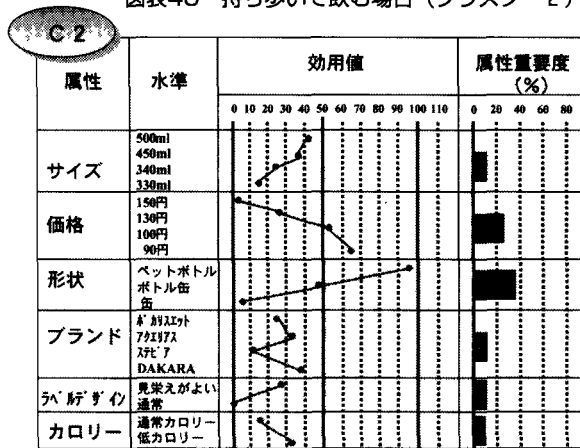 図表46 持ち歩いて飲む場合(クラスター 2)
C-2
属性 水準 効用値 属性重要度
(%)
0 10 20 30 40 50 60 70 80 90 100 110 0 20 40 60 80
サイズ
500ml
450ml
340ml
330ml
価格
150円
130円
100円
90円
形状
ペットボトル
ボトル缶
缶
ブランド
ポカリスエット
アクエリアス
ステビア
DAKARA
ラベルデザイン
見栄えがよい
通常
カロリー
通常カロリー
低カロリー